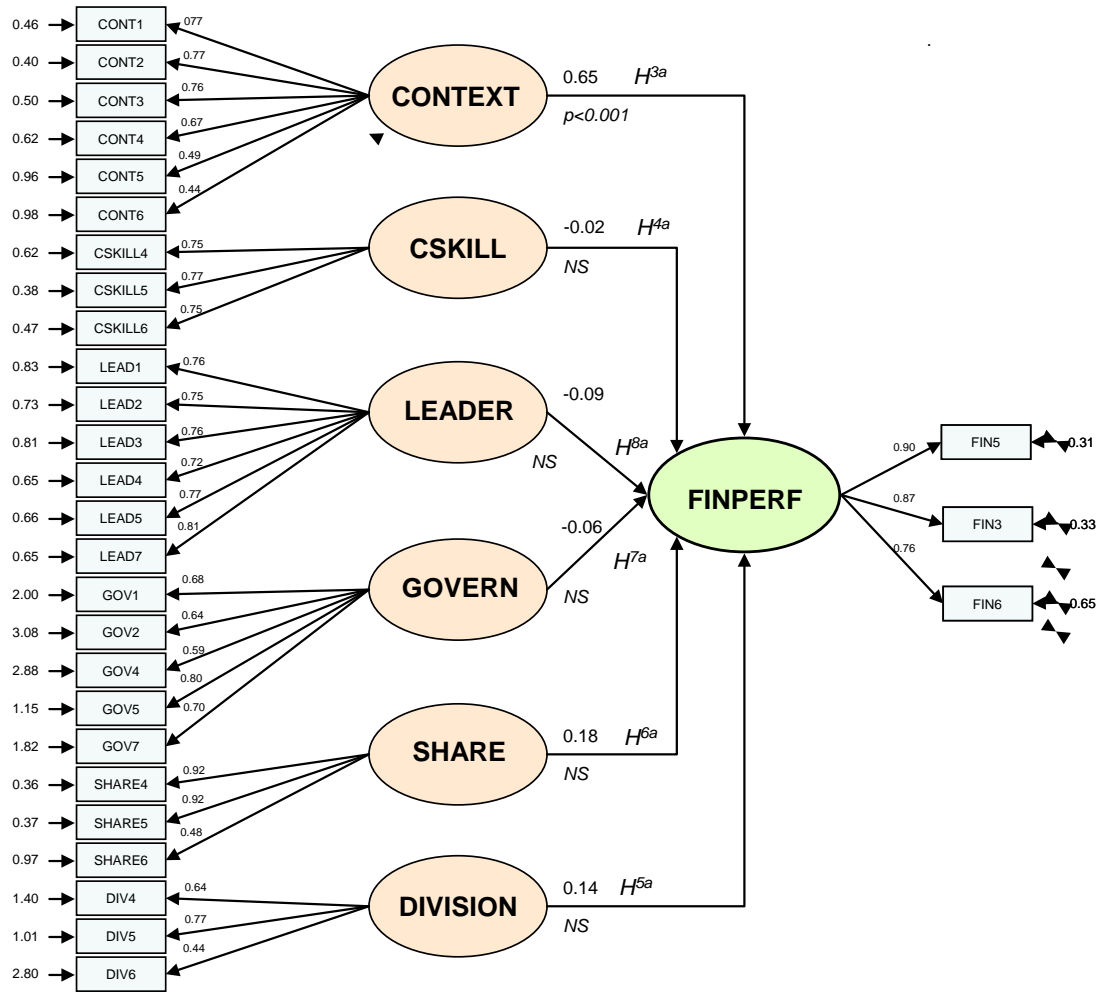 0.46 CONT1 077
0.40 CONT2 0.77
0.50 CONT3 0.76
0.62 CONT4 0.67
0.96 CONT5 0.49
0.98 CONT6 0.44
CONTEXT
0.65 H3a
p<0.001
0.62 CSKILL4 0.75
0.38 CSKILL5 0.77
0.47 CSKILL6 0.75
CSKILL
-0.02 H4a
NS
0.83 LEAD1 0.76
0.73 LEAD2 0.75
0.81 LEAD3 0.76
0.65 LEAD4 0.72
0.66 LEAD5 0.77
0.65 LEAD7 0.81
LEADER
-0.09
H8a
NS
2.00 GOV1 0.68
3.08 GOV2 0.64
2.88 GOV4 0.59
1.15 GOV5 0.80
1.82 GOV7 0.70
GOVERN
-0.06
H7a
NS
0.36 SHARE4 0.92
0.37 SHARE5 0.92
0.97 SHARE6 0.48
SHARE
0.18 H6a
NS
1.40 DIV4 0.64
1.01 DIV5 0.77
2.80 DIV6 0.44
DIVISION
0.14 H5a
NS
FINPERF
0.90 FIN5 0.31
0.87 FIN3 0.33
0.76 FIN6 0.65